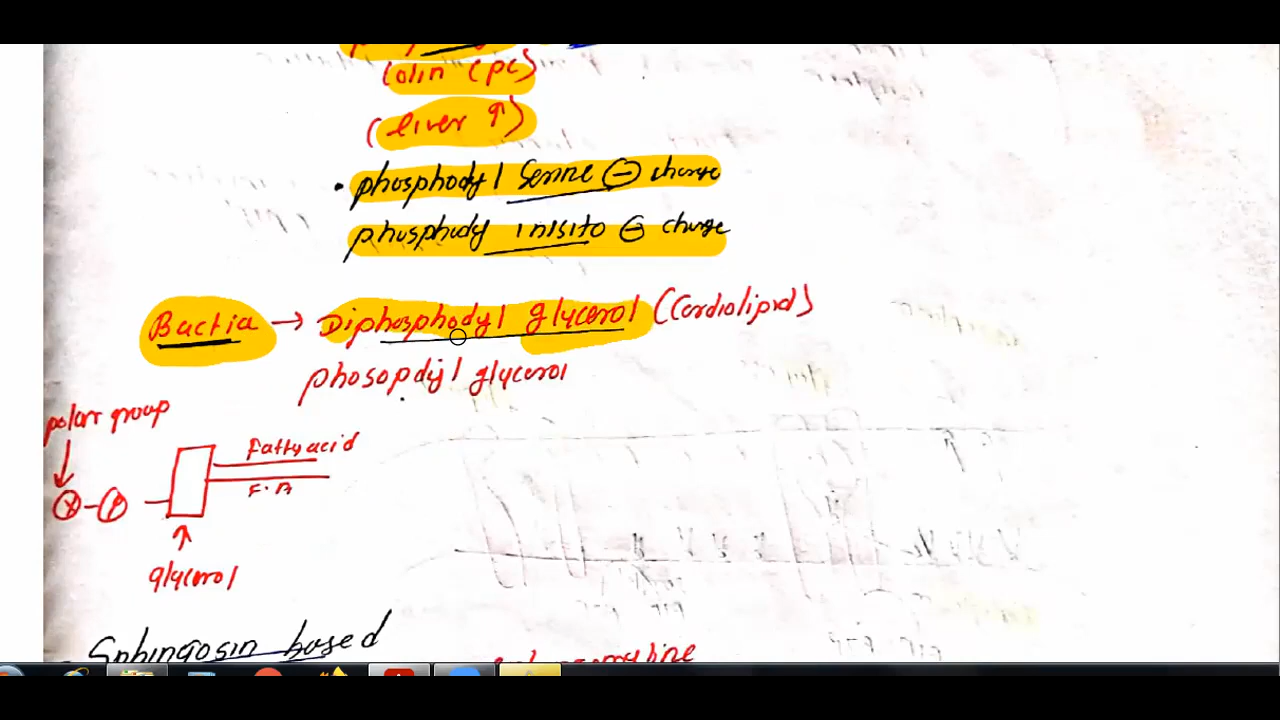 Colin (PC)
(liver ↑)
• phosphodyl Serine ⊖ charge
phosphody inisito ⊖ charge
Bactia → Diphosphodyl glycerol (Cordiolipid)
phosopdyl glycerol
polar group
Fatty acid
F.A
X - P
glycerol
Sphingosin based